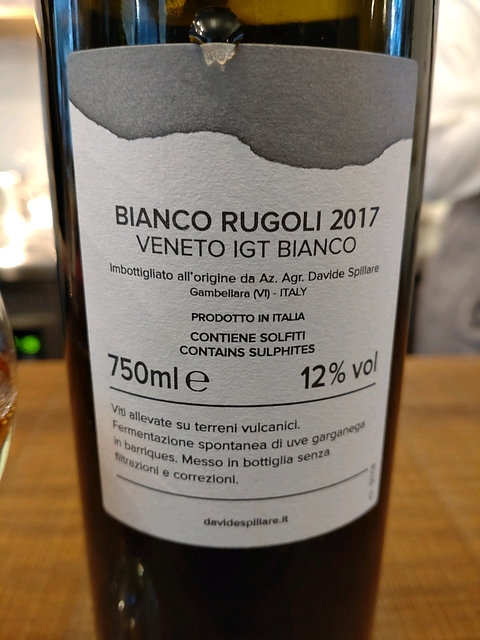 BIANCO RUGOLI 2017
VENETO IGT BIANCO
Imbottigliato all'origine da Az. Agr. Davide Spillare
Gambellara (VI) - ITALY
PRODOTTO IN ITALIA
CONTIENE SOLFITI
CONTAINS SULPHITES
750ml ℮ 12% vol
Viti allevate su terreni vulcanici.
Fermentazione spontanea di uve garganega
in barriques. Messo in bottiglia senza
filtrazioni e correzioni.
davidespillare.it